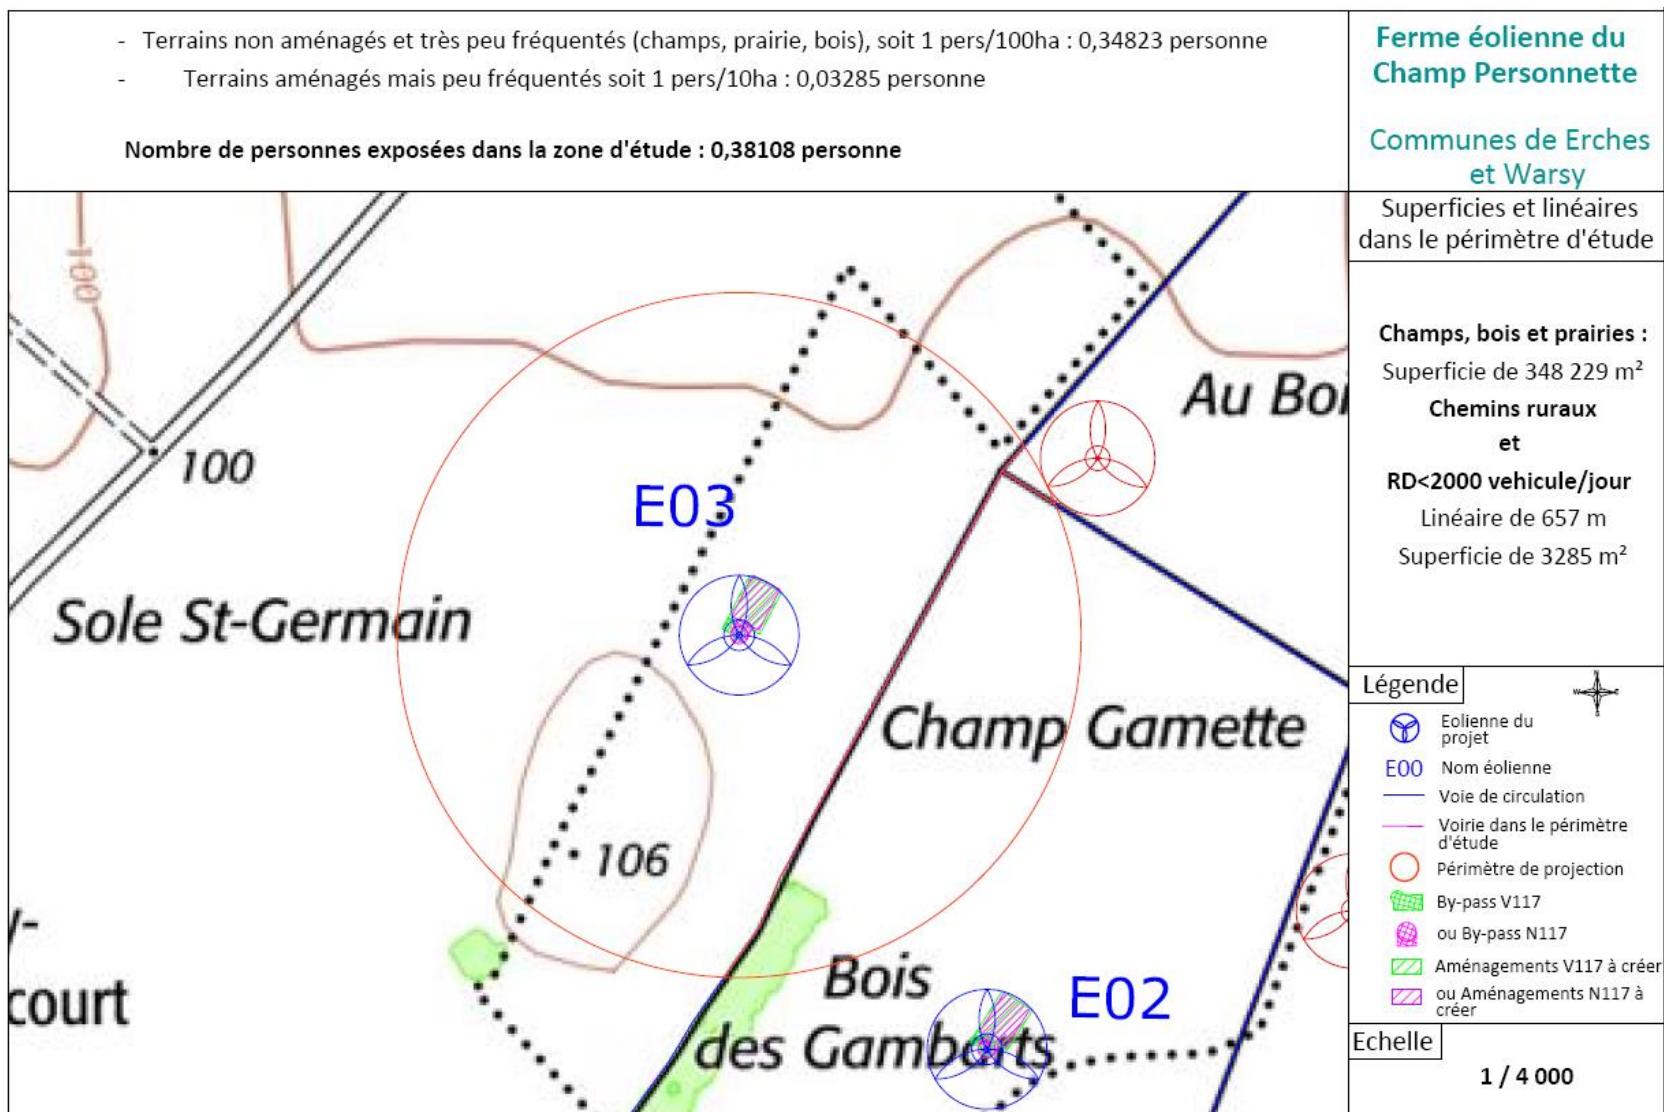 - Terrains non aménagés et très peu fréquentés (champs, prairie, bois), soit 1 pers/100ha : 0,34823 personne
- Terrains aménagés mais peu fréquentés soit 1 pers/10ha : 0,03285 personne
Nombre de personnes exposées dans la zone d'étude : 0,38108 personne
Ferme éolienne du
Champ Personnette
Communes de Erches
et Warsy
Superficies et linéaires
dans le périmètre d'étude
Champs, bois et prairies :
Superficie de 348 229 m²
Chemins ruraux
et
RD<2000 vehicule/jour
Linéaire de 657 m
Superficie de 3285 m²
100
100
Au Boi
E03
Sole St-Germain
Champ Gamette
106
court
Bois
des Gambarts
E02
Légende
Eolienne du
projet
E00 Nom éolienne
Voie de circulation
Voirie dans le périmètre
d'étude
Périmètre de projection
By-pass V117
ou By-pass N117
Aménagements V117 à créer
ou Aménagements N117 à
créer
Echelle
1 / 4 000